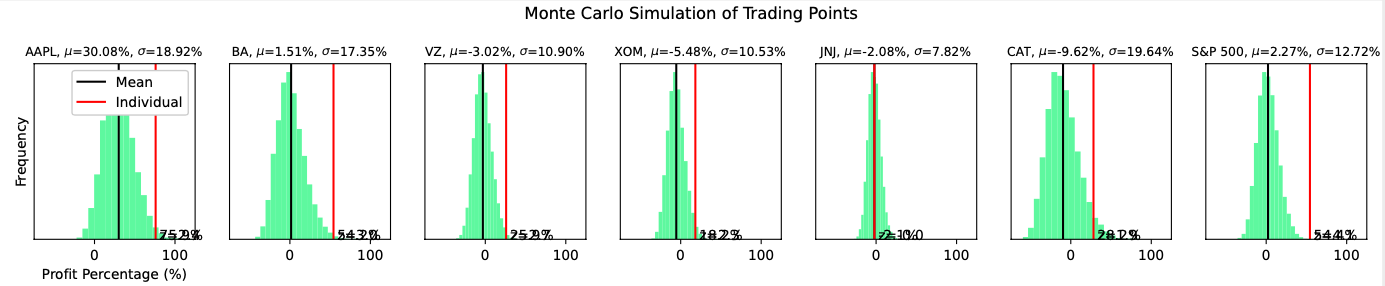 Monte Carlo Simulation of Trading Points
AAPL, μ=30.08%, σ=18.92%
BA, μ=1.51%, σ=17.35%
VZ, μ=-3.02%, σ=10.90%
XOM, μ=-5.48%, σ=10.53%
JNJ, μ=-2.08%, σ=7.82%
CAT, μ=-9.62%, σ=19.64%
S&P 500, μ=2.27%, σ=12.72%
Mean
Individual
Frequency
0 100
0 100
0 100
0 100
0 100
0 100
0 100
Profit Percentage (%)